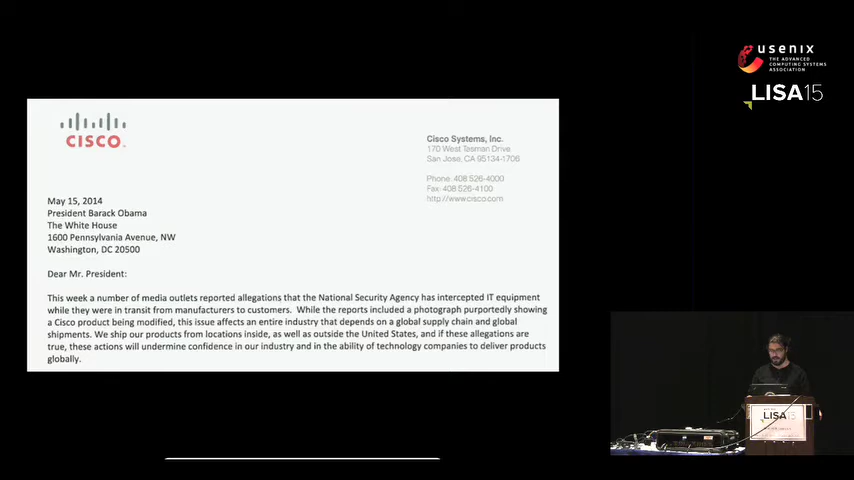 usenix
THE ADVANCED
COMPUTING SYSTEMS
ASSOCIATION
LISA15
CISCO
Cisco Systems, Inc.
170 West Tasman Drive
San Jose, CA 95134-1706
Phone: 408 526-4000
Fax: 408 526-4100
http://www.cisco.com
May 15, 2014
President Barack Obama
The White House
1600 Pennsylvania Avenue, NW
Washington, DC 20500
Dear Mr. President:
This week a number of media outlets reported allegations that the National Security Agency has intercepted IT equipment
while they were in transit from manufacturers to customers. While the reports included a photograph purportedly showing
a Cisco product being modified, this issue affects an entire industry that depends on a global supply chain and global
shipments. We ship our products from locations inside, as well as outside the United States, and if these allegations are
true, these actions will undermine confidence in our industry and in the ability of technology companies to deliver products
globally.
LISA15